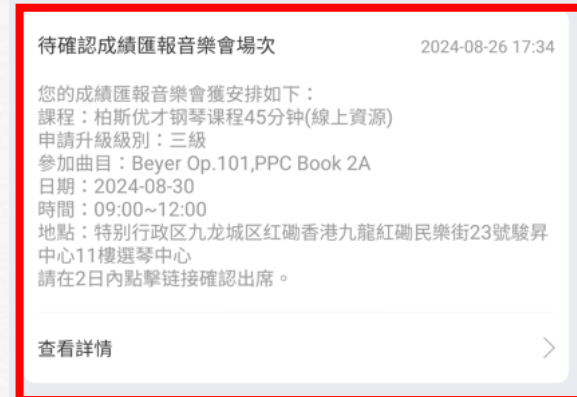 待確認成績匯報音樂會場次
2024-08-26 17:34
您的成績匯報音樂會獲安排如下：
課程：柏斯优才钢琴课程45分钟(線上資源)
申請升級級別：三級
參加曲目：Beyer Op.101,PPC Book 2A
日期：2024-08-30
時間：09:00~12:00
地點：特别行政区九龙城区红磡香港九龍紅磡民樂街23號駿昇
中心11樓選琴中心
請在2日內點擊链接確認出席。
查看詳情